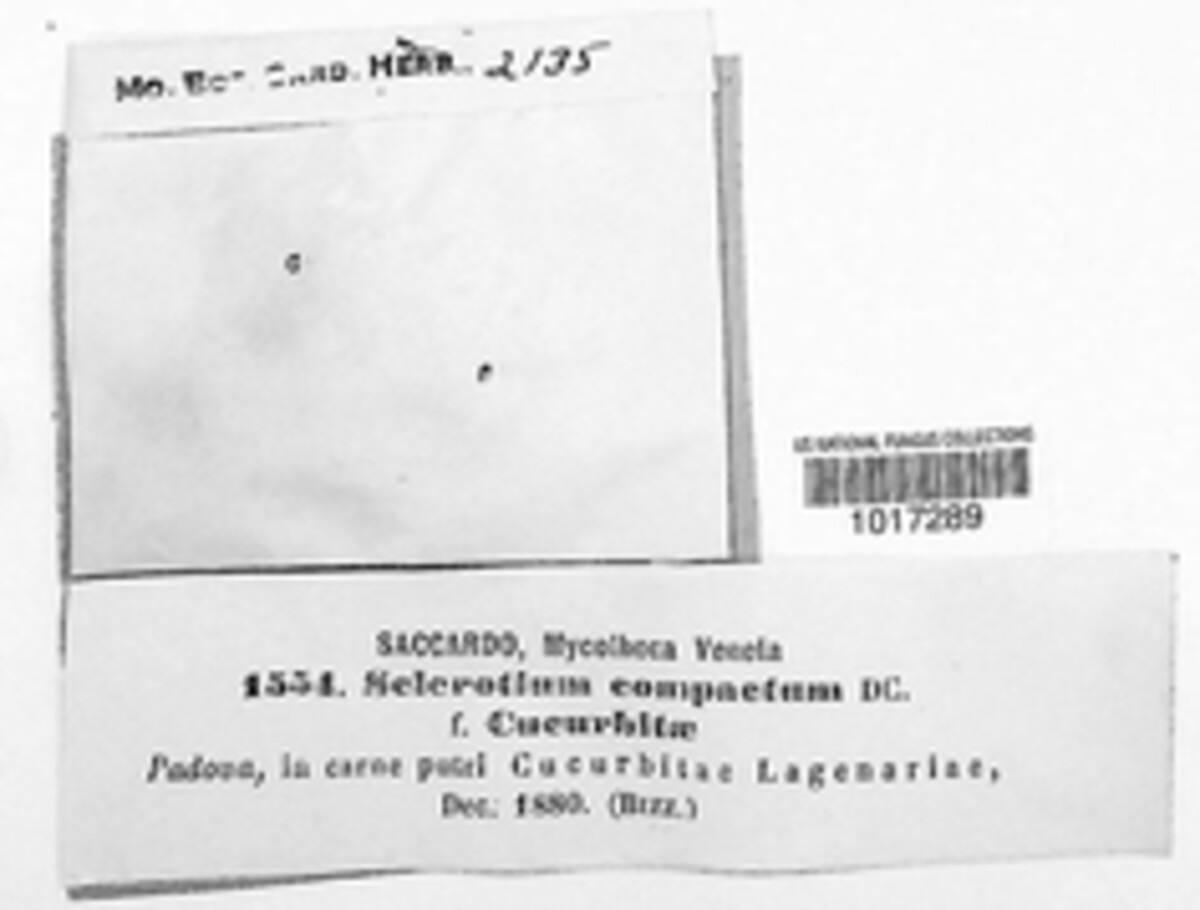 Mo. Bot. Gard. Herb. 2135
US NATIONAL FUNGUS COLLECTIONS
1017289
SACCARDO, Mycotheca Veneta
1554. Sclerotium compactum DC.
f. Cucurbitæ
Padova, in carne putri Cucurbitae Lagenariae,
Dec. 1880. (Bizz.)